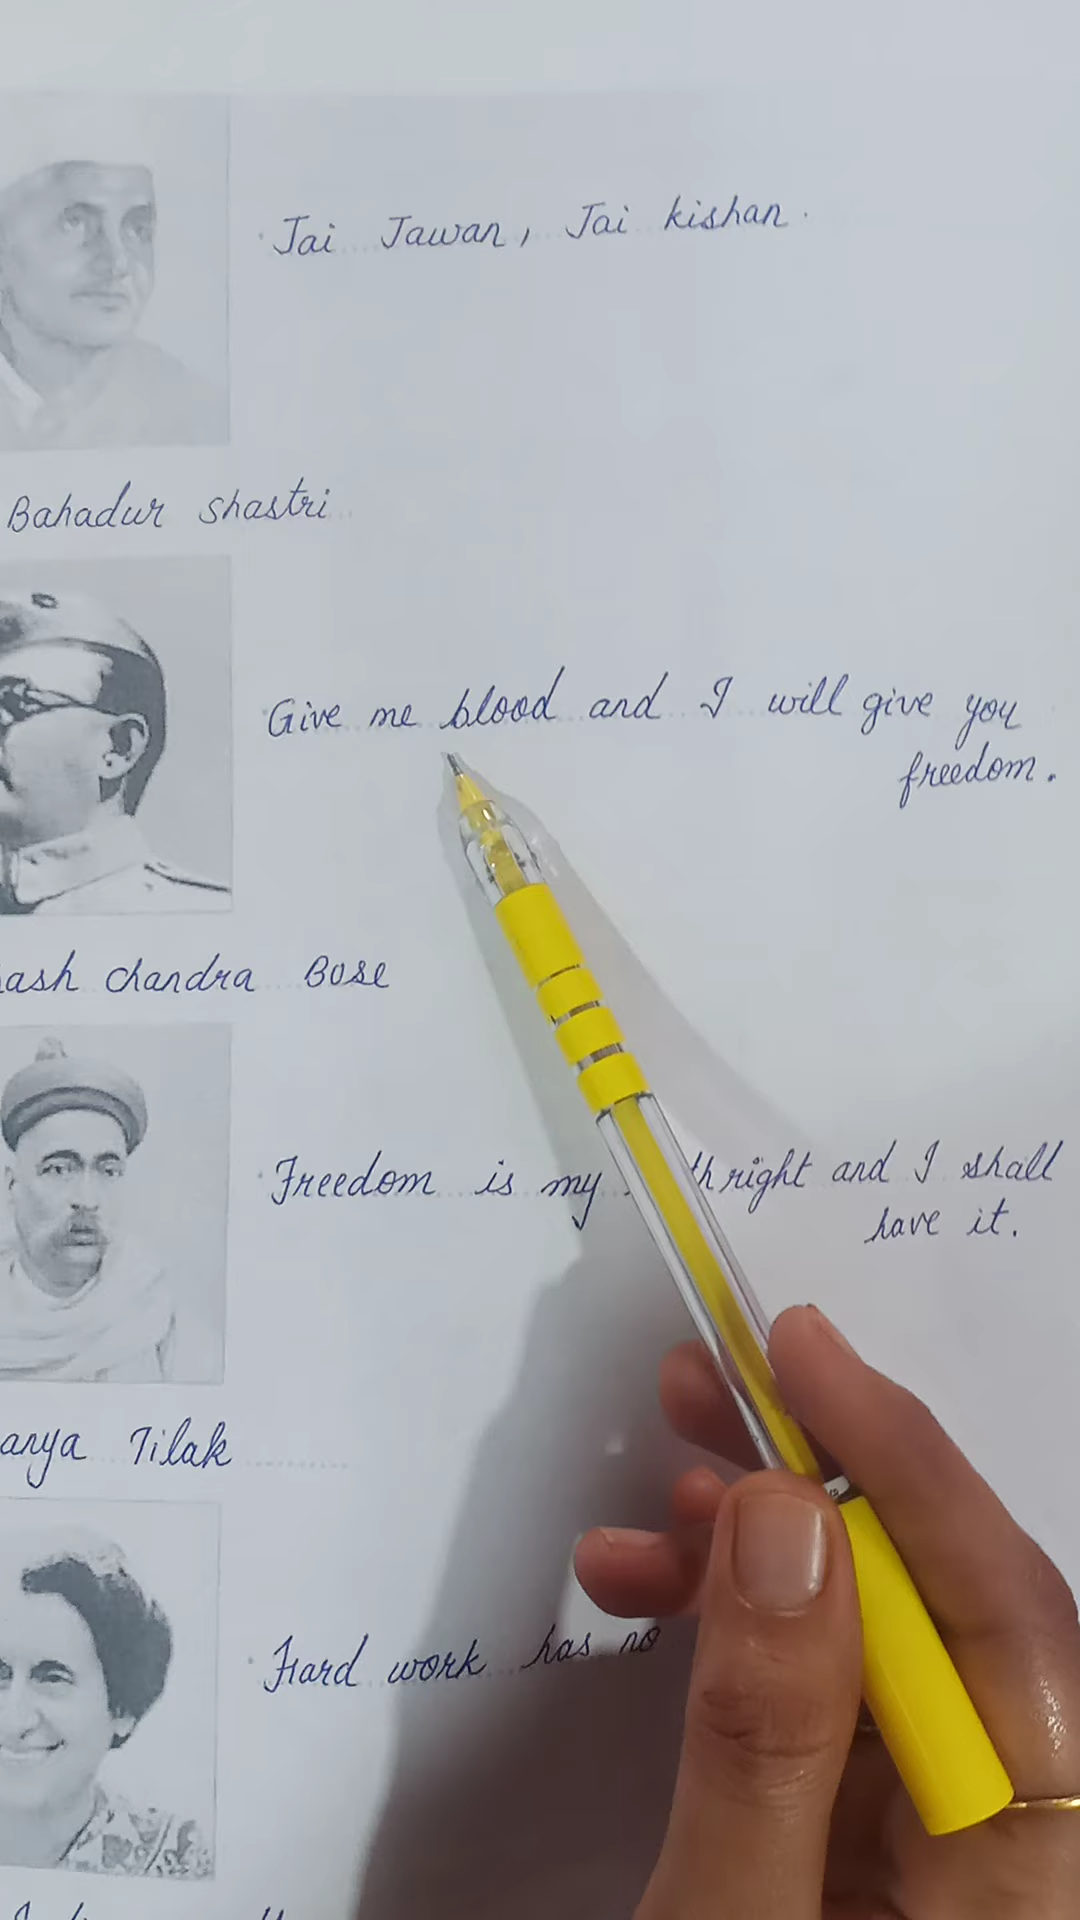 Jai Jawan, Jai kishan.
Bahadur Shastri
Give me blood and I will give you
freedom.
ash Chandra Bose
Freedom is my thright and I shall
have it.
anya Tilak
Hard work has no